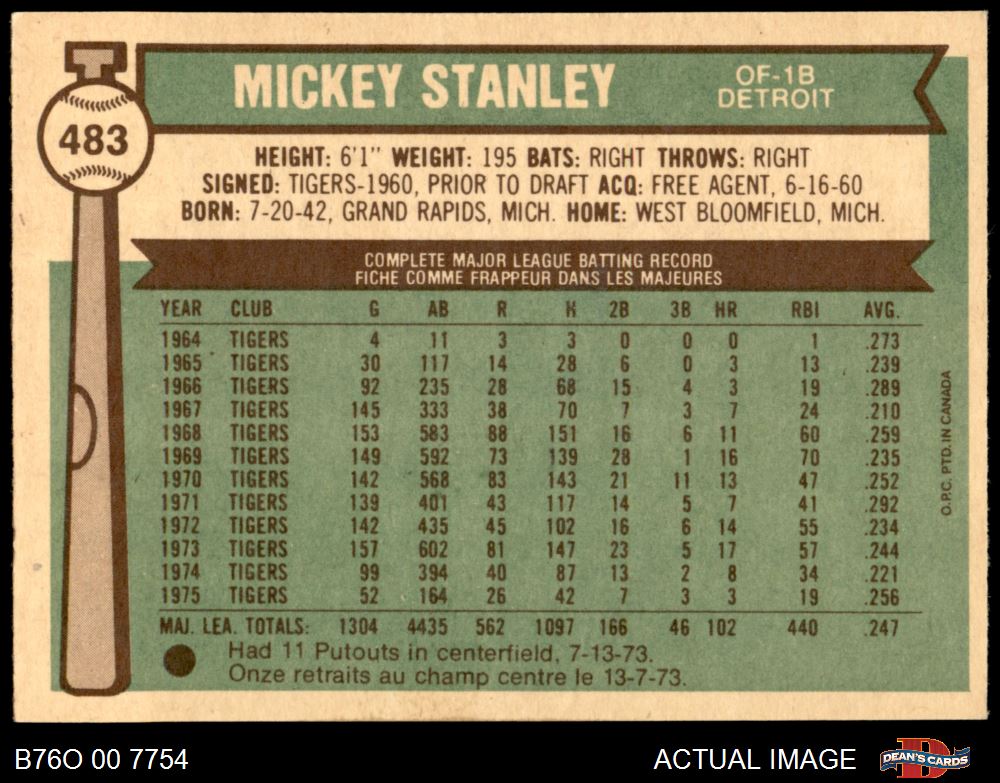 MICKEY STANLEY
OF-1B
DETROIT
483
HEIGHT: 6'1" WEIGHT: 195 BATS: RIGHT THROWS: RIGHT
SIGNED: TIGERS-1960, PRIOR TO DRAFT ACQ: FREE AGENT, 6-16-60
BORN: 7-20-42, GRAND RAPIDS, MICH. HOME: WEST BLOOMFIELD, MICH.
COMPLETE MAJOR LEAGUE BATTING RECORD
FICHE COMME FRAPPEUR DANS LES MAJEURES
YEAR CLUB G AB R H 2B 3B HR RBI AVG.
1964 TIGERS 4 11 3 3 0 0 0 1 .273
1965 TIGERS 30 117 14 28 6 0 3 13 .239
1966 TIGERS 92 235 28 68 15 4 3 19 .289
1967 TIGERS 145 333 38 70 7 3 7 24 .210
1968 TIGERS 153 583 88 151 16 6 11 60 .259
1969 TIGERS 149 592 73 139 28 1 16 70 .235
1970 TIGERS 142 568 83 143 21 11 13 47 .252
1971 TIGERS 139 401 43 117 14 5 7 41 .292
1972 TIGERS 142 435 45 102 16 6 14 55 .234
1973 TIGERS 157 602 81 147 23 5 17 57 .244
1974 TIGERS 99 394 40 87 13 2 8 34 .221
1975 TIGERS 52 164 26 42 7 3 3 19 .256
MAJ. LEA. TOTALS: 1304 4435 562 1097 166 46 102 440 .247
Had 11 Putouts in centerfield, 7-13-73.
Onze retraits au champ centre le 13-7-73.
O.P.C. PTD. IN CANADA
B76O 00 7754
ACTUAL IMAGE
D
DEAN'S CARDS